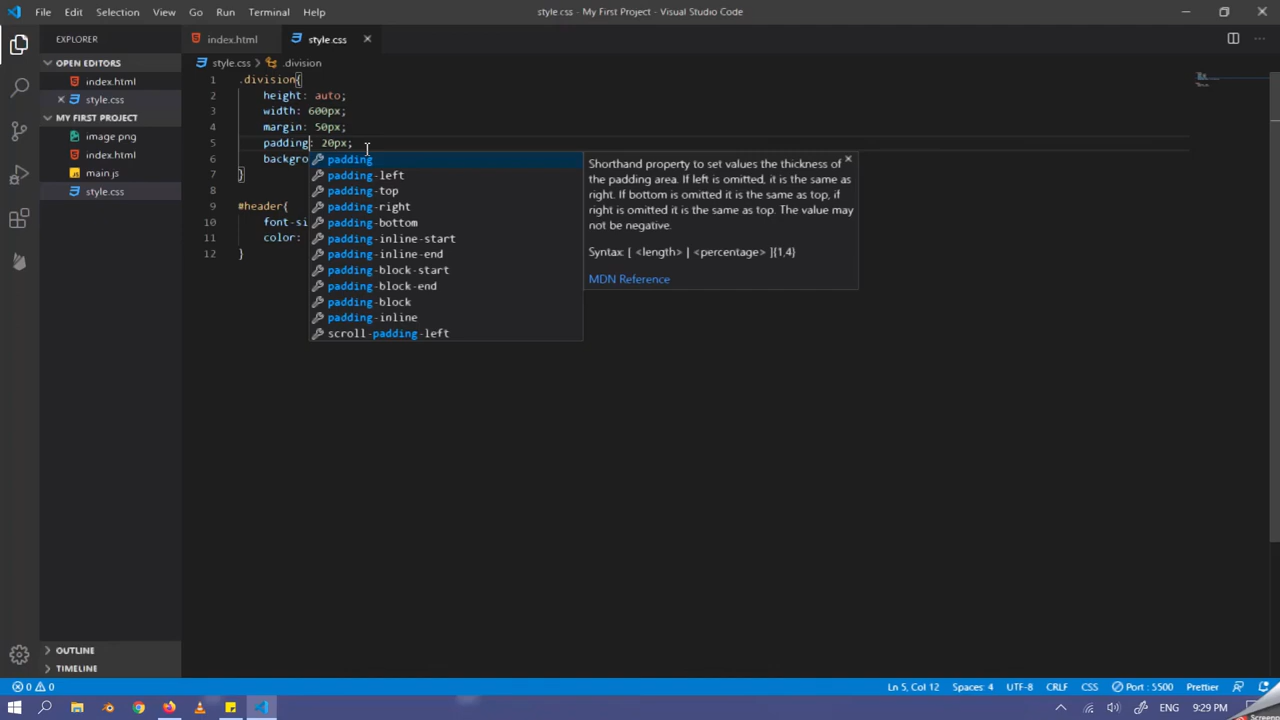 File Edit Selection View Go Run Terminal Help
style.css - My First Project - Visual Studio Code
EXPLORER
index.html style.css
OPEN EDITORS
index.html
style.css
MY FIRST PROJECT
image png
index.html
main js
style.css
style.css .division
1 .division{
2 height: auto;
3 width: 600px;
4 margin: 50px;
5 padding: 20px;
6 backgro
7 }
8
9 #header{
10 font-si
11 color:
12 }
padding
padding-left
padding-top
padding-right
padding-bottom
padding-inline-start
padding-inline-end
padding-block-start
padding-block-end
padding-block
padding-inline
scroll-padding-left
Shorthand property to set values the thickness of
the padding area. If left is omitted, it is the same as
right. If bottom is omitted it is the same as top, if
right is omitted it is the same as top. The value may
not be negative.
Syntax: [ <length> | <percentage> ]{1,4}
MDN Reference
OUTLINE
TIMELINE
0 0
Ln 5, Col 12 Spaces: 4 UTF-8 CRLF CSS Port : 5500 Prettier
ENG 9:29 PM